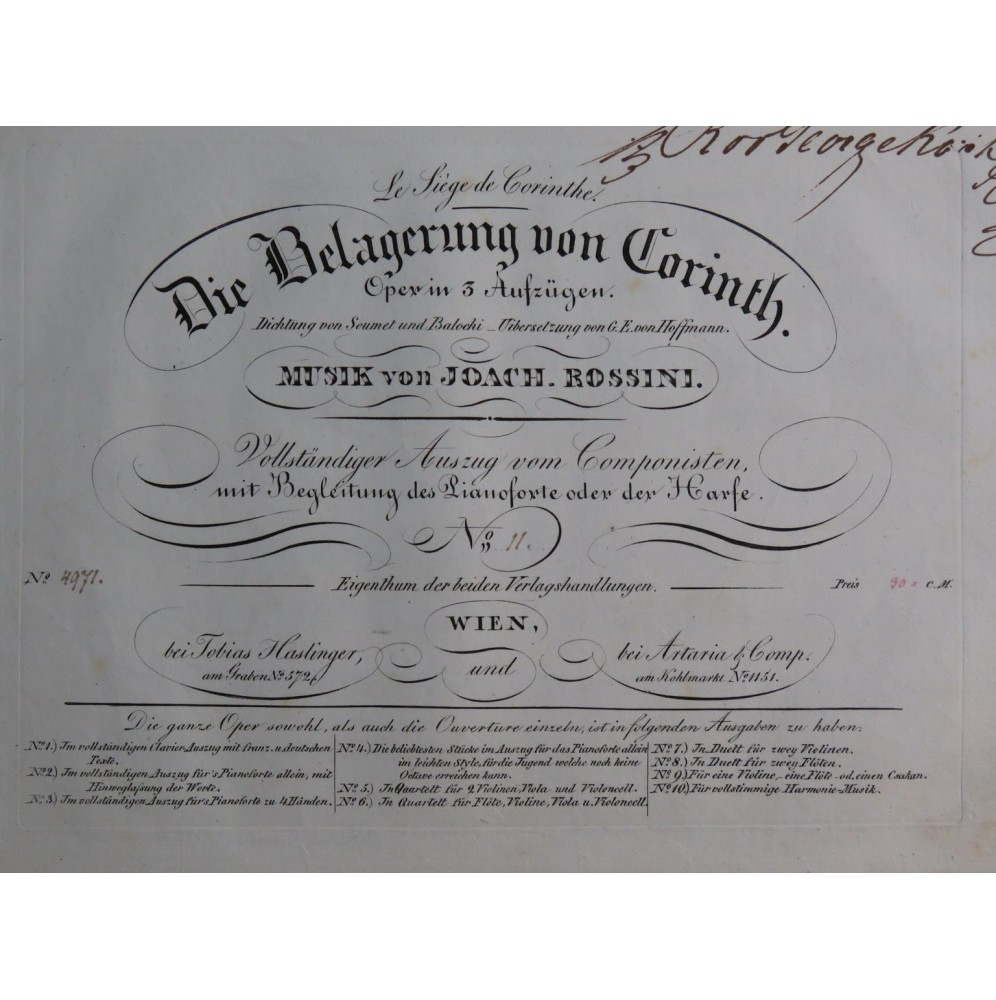 Le Siège de Corinthe.
Die Belagerung von Corinth.
Oper in 3 Aufzügen.
Dichtung von Soumet und Balochi _ Uibersetzung von G. E. von Hoffmann.
MUSIK von JOACH. ROSSINI.
Vollständiger Auszug vom Componisten,
mit Begleitung des Pianoforte oder der Harfe.
No. 11.
No. 4971.
Eigenthum der beiden Verlagshandlungen.
Preis 30 x C. M.
WIEN,
bei Tobias Haslinger, und bei Artaria & Comp.
am Graben No. 572, am Kohlmarkt No. 1151.
Die ganze Oper sowohl, als auch die Ouverture einzeln, ist in folgenden Ausgaben zu haben:
No. 1.) Im vollständigen Clavier-Auszug mit franz. u. deutschen
Texte.
No. 2.) Im vollständigen Auszug für's Pianoforte allein, mit
Hinweglaſsung der Worte.
No. 3.) Im vollständigen Auszug für's Pianoforte zu 4 Händen.
No. 4.) Die beliebtesten Stücke im Auszug für das Pianoforte allein
im leichten Style, für die Jugend welche noch keine
Octave erreichen kann.
No. 5.) In Quartett für 2 Violinen, Viola und Violoncell.
No. 6.) In Quartett für Flöte, Violine, Viola u. Violoncell.
No. 7.) In Duett für zwey Violinen.
No. 8.) In Duett für zwey Flöten.
No. 9.) Für eine Violine, _ eine Flöte _ od. einen Csakan.
No. 10.) Für vollstimmige Harmonie-Musik.